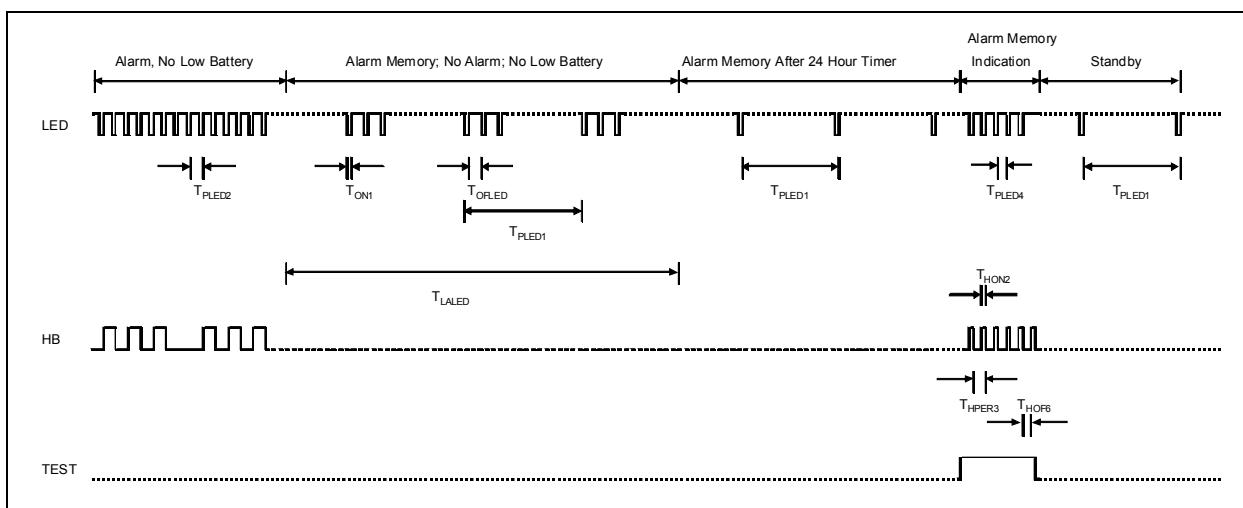 Alarm, No Low Battery
Alarm Memory; No Alarm; No Low Battery
Alarm Memory After 24 Hour Timer
Alarm Memory
Indication
Standby
LED
TPLED2
TON1
TOFLED
TPLED1
TPLED1
TPLED4
TPLED1
TLALED
THON2
HB
THPER3
THOF6
TEST